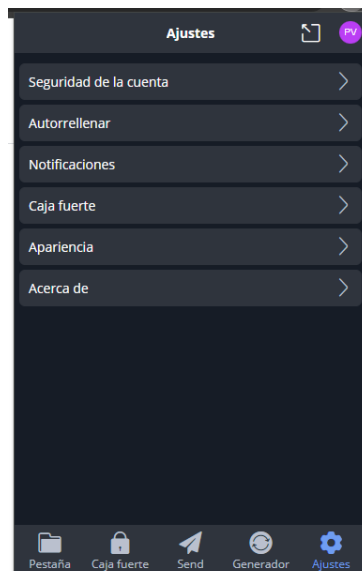 Ajustes
PV
Seguridad de la cuenta
Autorrellenar
Notificaciones
Caja fuerte
Apariencia
Acerca de
Pestaña Caja fuerte Send Generador Ajustes